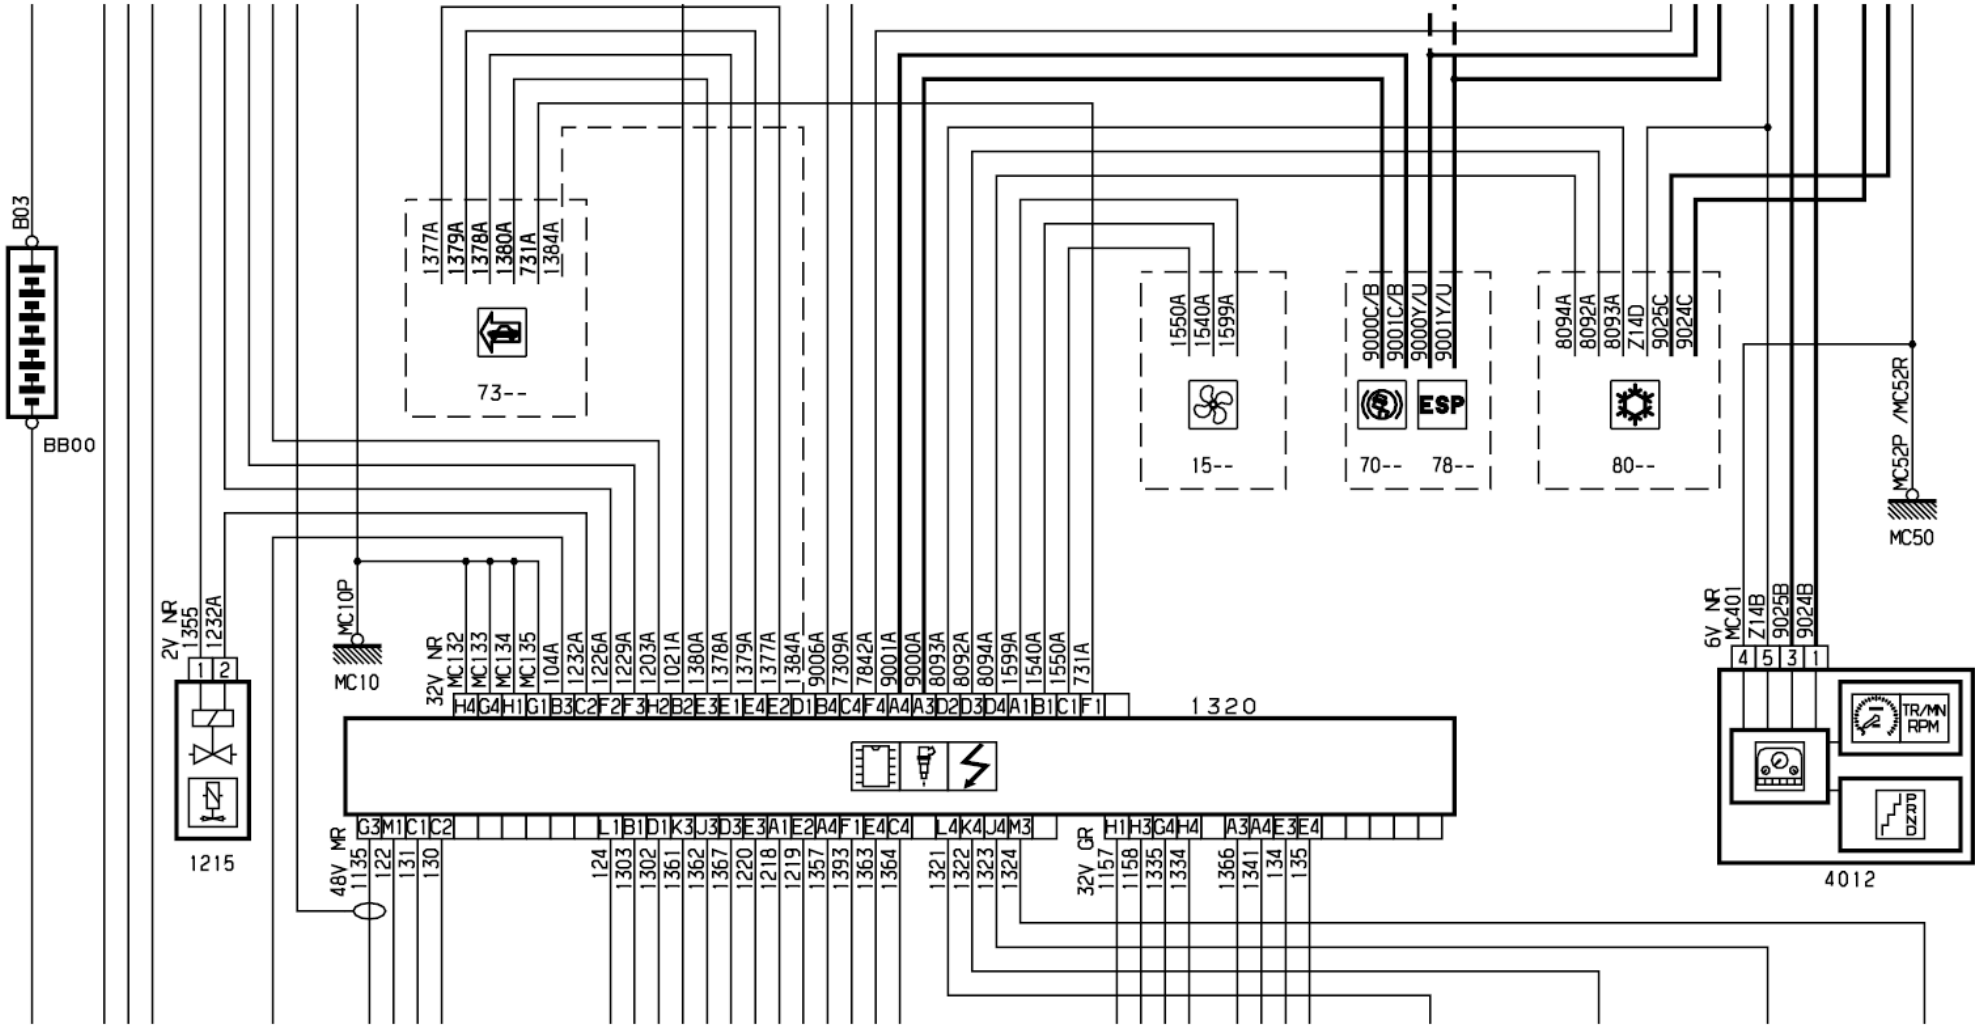 B03
BB00
1377A
1379A
1378A
1380A
731A
1384A
73--
1550A
1540A
1599A
15--
9000C/B
9001C/B
9000Y/U
9001Y/U
ESP
70-- 78--
8094A
8092A
8093A
Z14D
9025C
9024C
80--
MC52P /MC52R
MC50
2V NR
1355
1232A
1 2
1215
MC10P
MC10
32V NR
MC132
MC133
MC134
MC135
104A
1232A
1226A
1229A
1203A
1021A
1380A
1378A
1379A
1377A
1384A
9006A
7309A
7842A
9001A
9000A
8093A
8092A
8094A
1599A
1540A
1550A
731A
H4 G4 H1 G1 B3 C2 F2 F3 H2 B2 E3 E1 E4 E2 D1 B4 C4 F4 A4 A3 D2 D3 D4 A1 B1 C1 F1
1320
6V NR
MC401
Z14B
9025B
9024B
4 5 3 1
TR/MN
RPM
P
R
N
D
4012
G3 M1 C1 C2 L1 B1 D1 K3 J3 D3 E3 A1 E2 A4 F1 E4 C4 L4 K4 J4 M3 H1 H3 G4 H4 A3 A4 E3 E4
48V MR
1135
122
131
130
124
1303
1302
1361
1362
1367
1220
1218
1219
1357
1393
1363
1364
1321
1322
1323
1324
32V GR
1157
1158
1335
1334
1366
1341
134
135